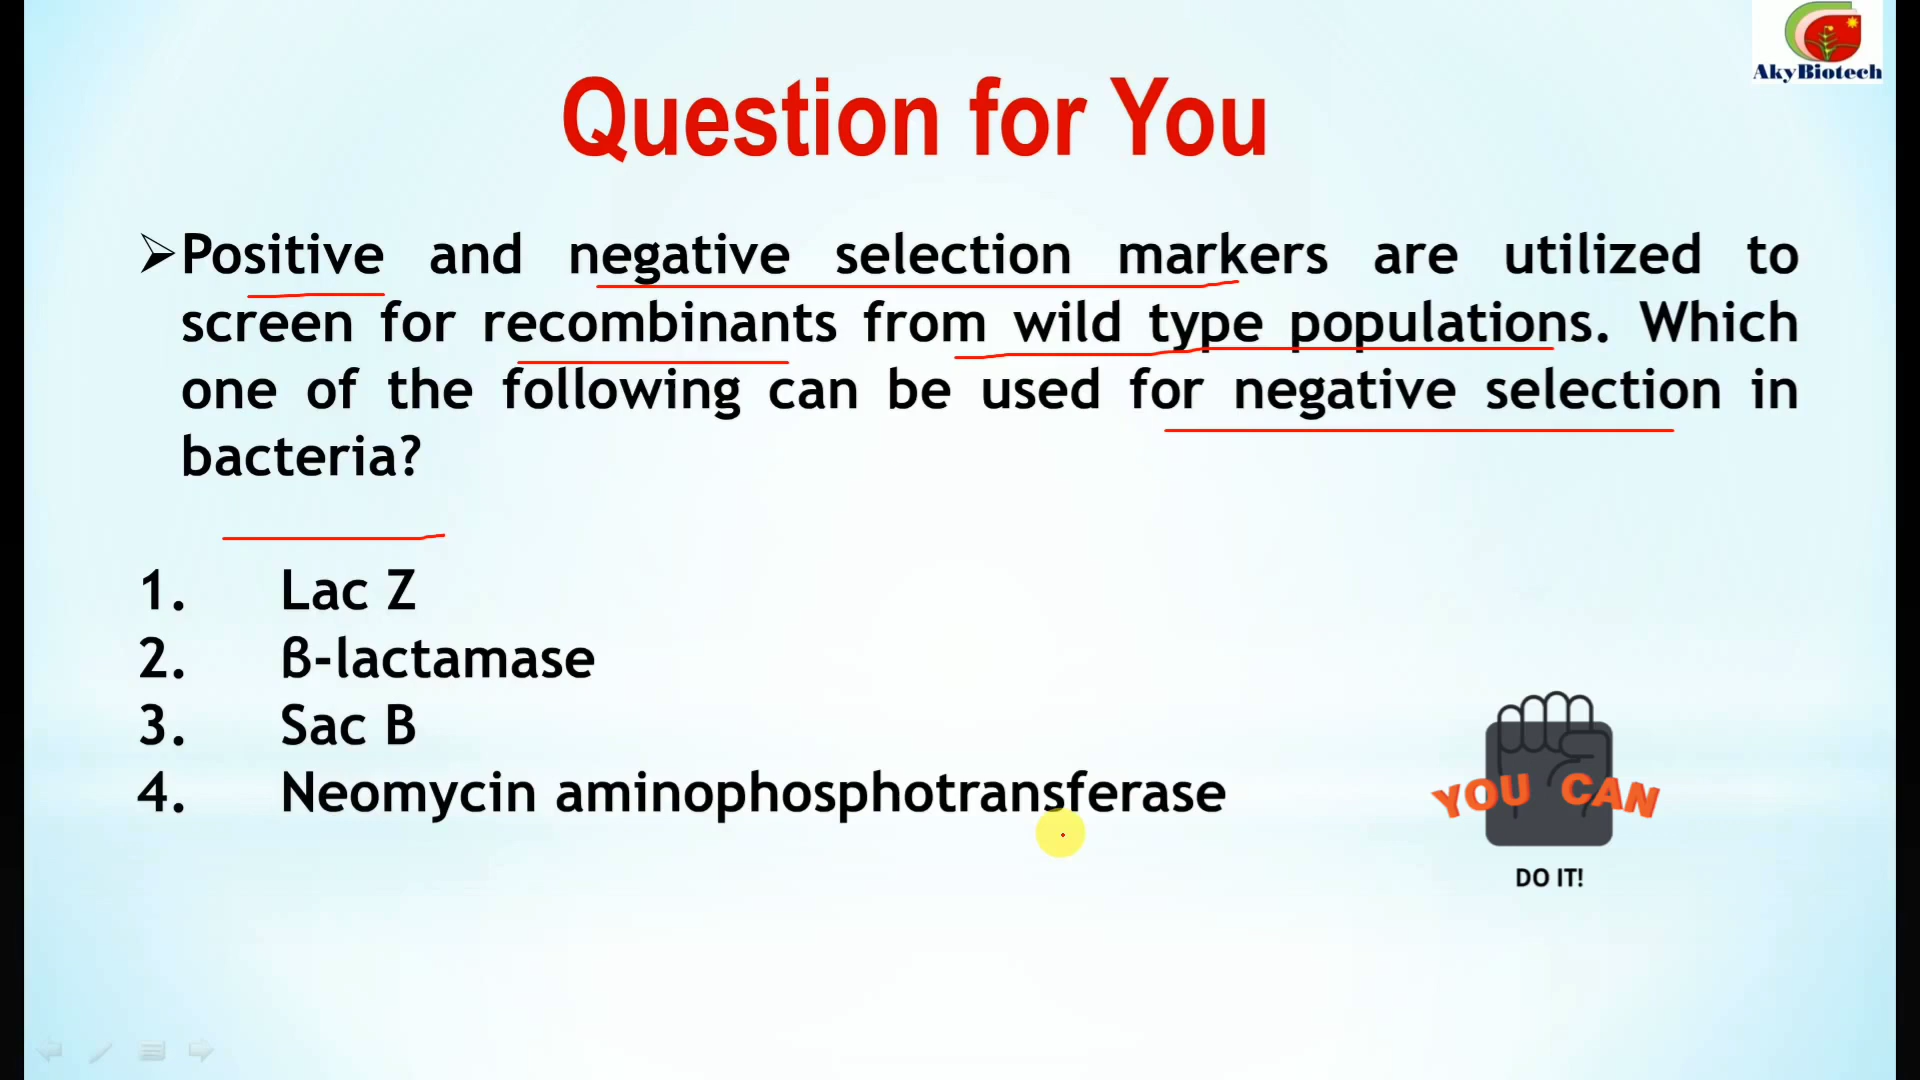 AkyBiotech
Question for You
➢Positive and negative selection markers are utilized to
screen for recombinants from wild type populations. Which
one of the following can be used for negative selection in
bacteria?
1. Lac Z
2. β-lactamase
3. Sac B
4. Neomycin aminophosphotransferase
YOU CAN
DO IT!